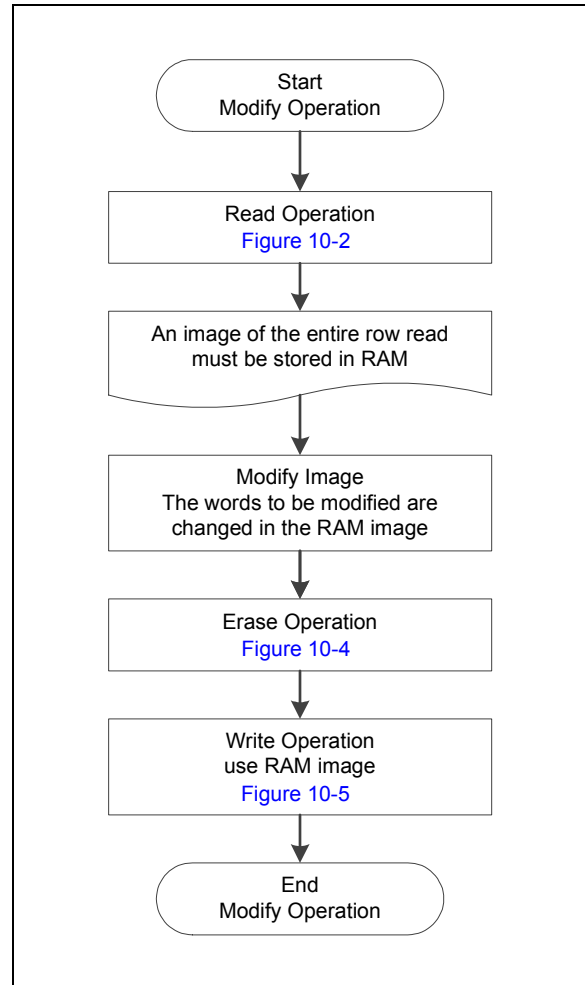 Start
Modify Operation
Read Operation
Figure 10-2
An image of the entire row read
must be stored in RAM
Modify Image
The words to be modified are
changed in the RAM image
Erase Operation
Figure 10-4
Write Operation
use RAM image
Figure 10-5
End
Modify Operation